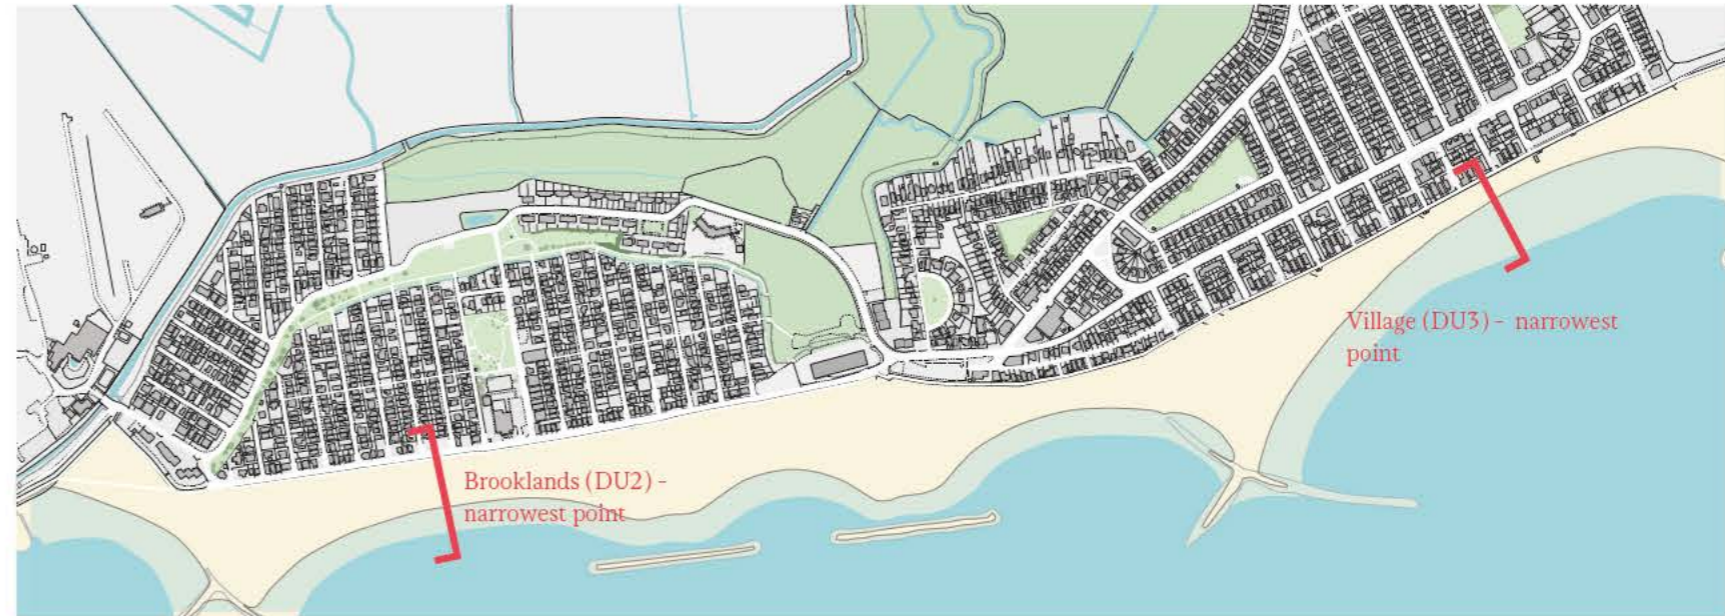 Village (DU3) - narrowest
point
Brooklands (DU2) -
narrowest point